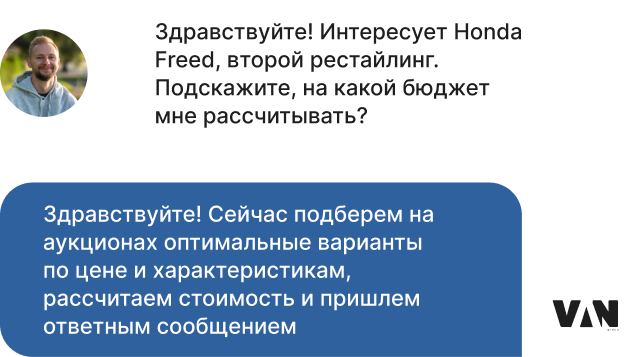 Здравствуйте! Интересует Honda
Freed, второй рестайлинг.
Подскажите, на какой бюджет
мне рассчитывать?
Здравствуйте! Сейчас подберем на
аукционах оптимальные варианты
по цене и характеристикам,
рассчитаем стоимость и пришлем
ответным сообщением
VAN